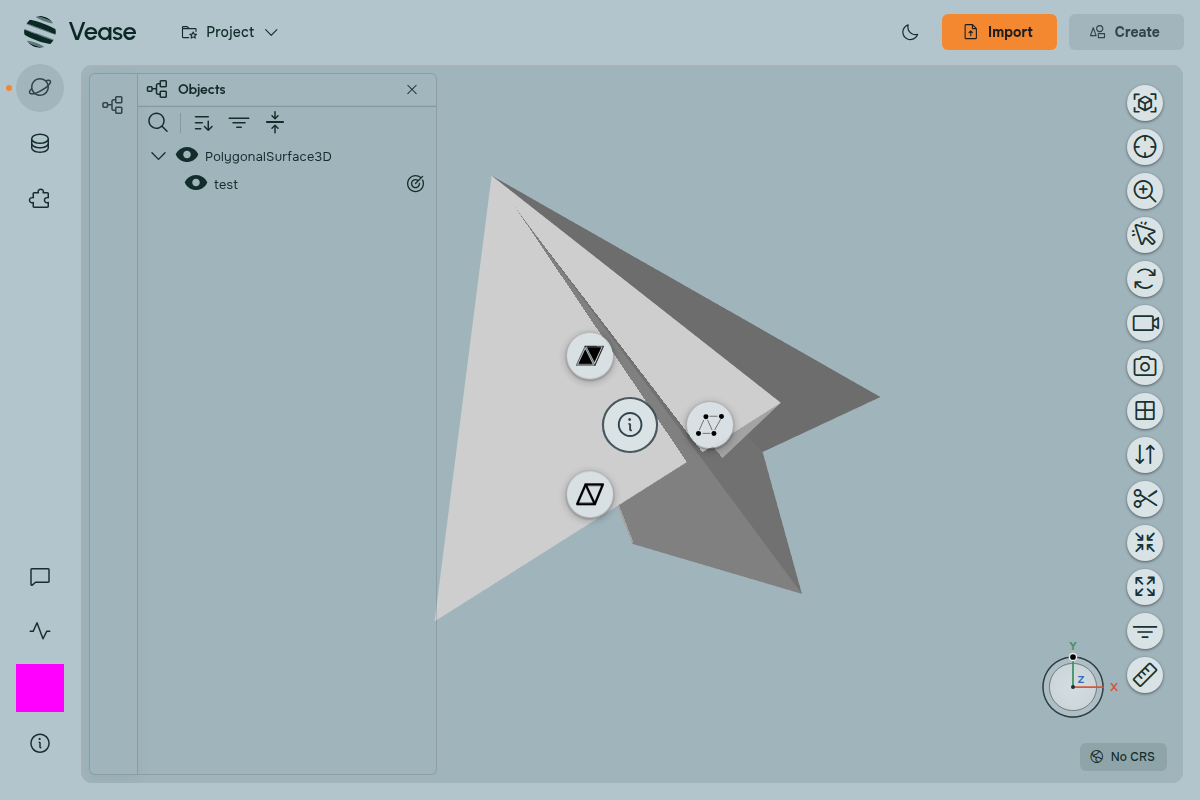 Vease
Project
Import
Create
Objects
PolygonalSurface3D
test
Y
Z
X
No CRS